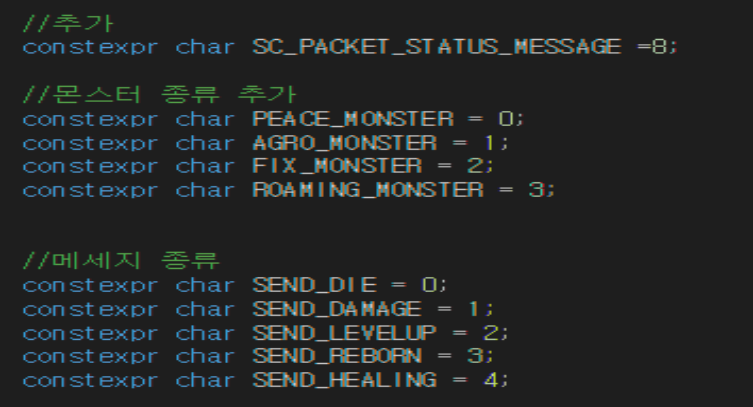 //추가
constexpr char SC_PACKET_STATUS_MESSAGE =8;
//몬스터 종류 추가
constexpr char PEACE_MONSTER = 0;
constexpr char AGRO_MONSTER = 1;
constexpr char FIX_MONSTER = 2;
constexpr char ROAMING_MONSTER = 3;
//메세지 종류
constexpr char SEND_DIE = 0;
constexpr char SEND_DAMAGE = 1;
constexpr char SEND_LEVELUP = 2;
constexpr char SEND_REBORN = 3;
constexpr char SEND_HEALING = 4;